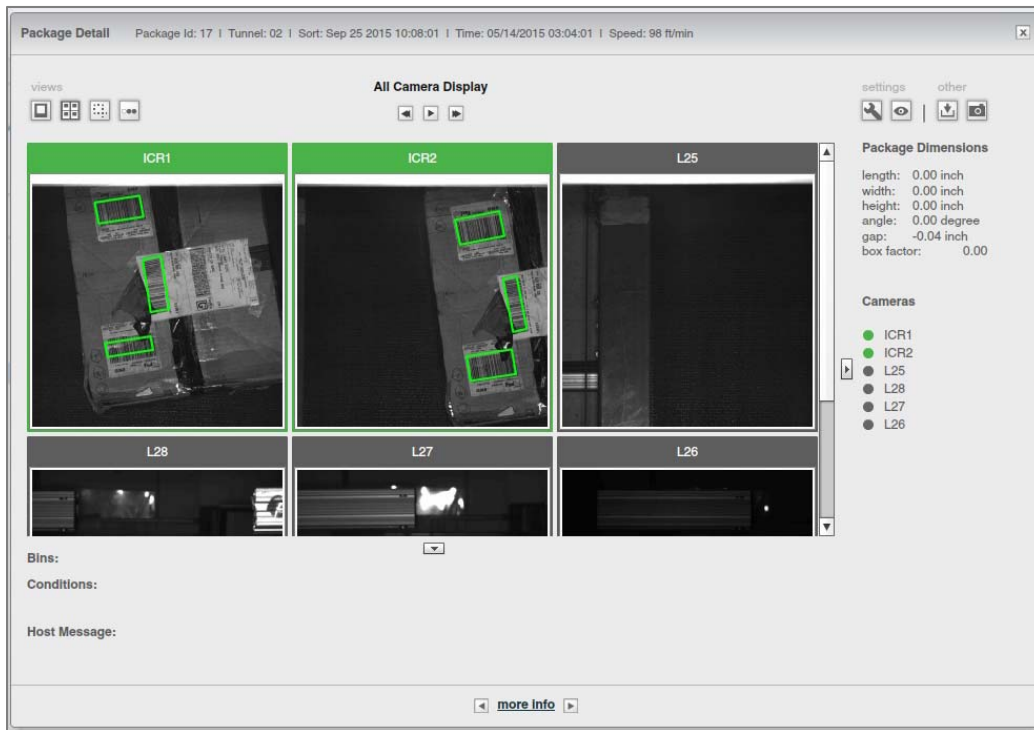 Package Detail Package Id: 17 I Tunnel: 02 I Sort: Sep 25 2015 10:08:01 I Time: 05/14/2015 03:04:01 I Speed: 98 ft/min
views
All Camera Display
settings other
ICR1 ICR2 L25
Package Dimensions
length: 0.00 inch
width: 0.00 inch
height: 0.00 inch
angle: 0.00 degree
gap: -0.04 inch
box factor: 0.00
Cameras
ICR1
ICR2
L25
L28
L27
L26
L28 L27 L26
Bins:
Conditions:
Host Message:
more info